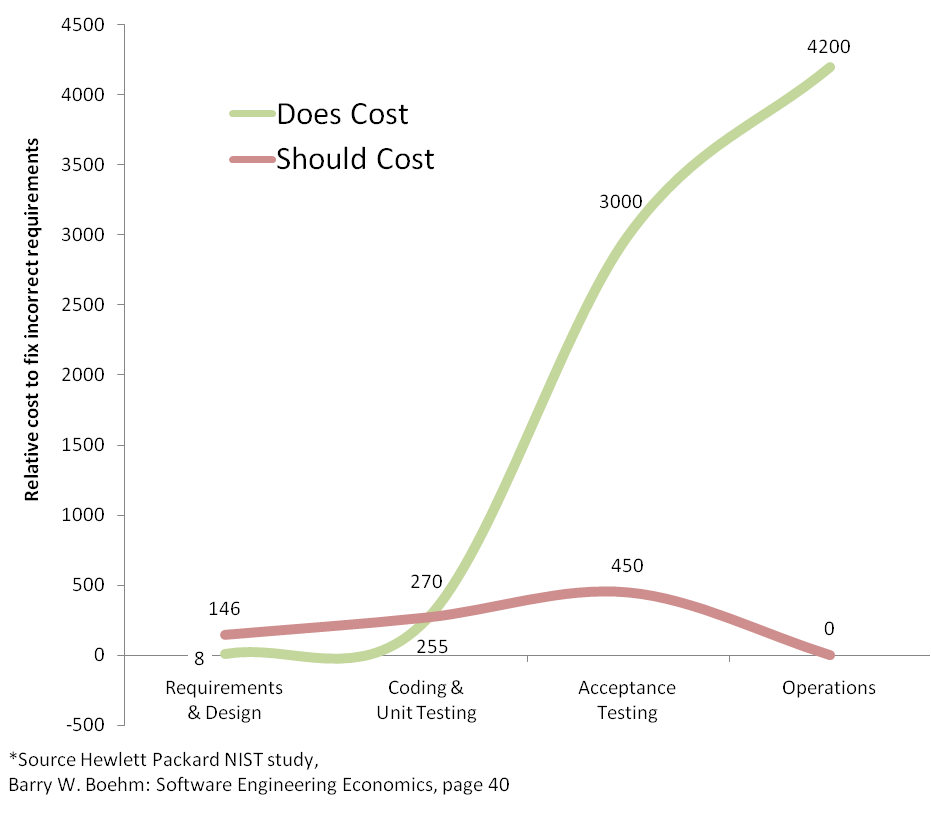 4500
4000
3500
3000
2500
2000
1500
1000
500
0
-500
Relative cost to fix incorrect requirements
Does Cost
Should Cost
4200
3000
450
270
255
146
8
0
Requirements
& Design
Coding &
Unit Testing
Acceptance
Testing
Operations
*Source Hewlett Packard NIST study,
Barry W. Boehm: Software Engineering Economics, page 40